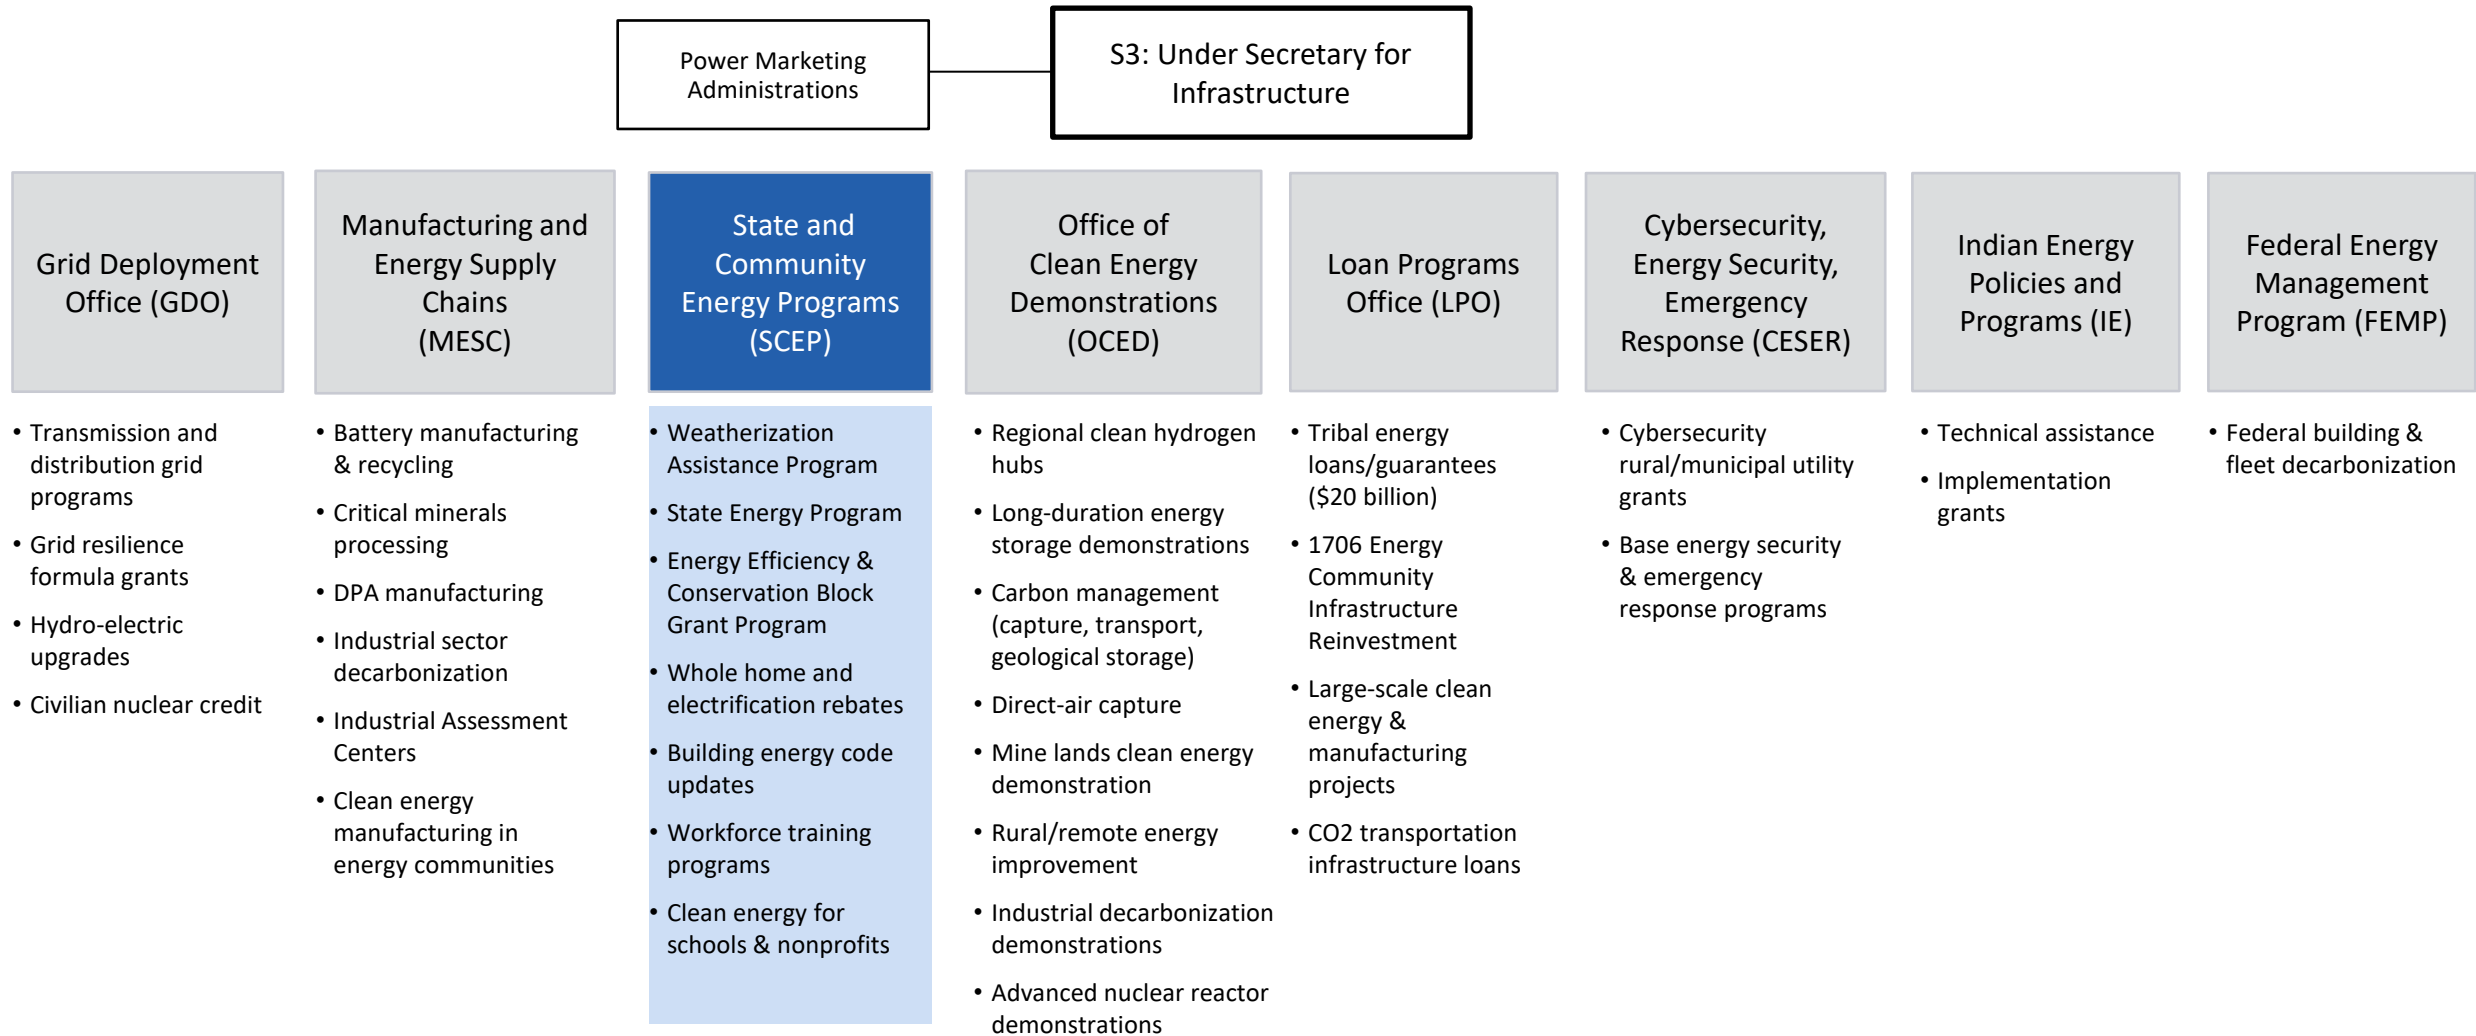 Power Marketing
Administrations
S3: Under Secretary for
Infrastructure
Grid Deployment
Office (GDO)
• Transmission and
distribution grid
programs
• Grid resilience
formula grants
• Hydro-electric
upgrades
• Civilian nuclear credit
Manufacturing and
Energy Supply
Chains
(MESC)
• Battery manufacturing
& recycling
• Critical minerals
processing
• DPA manufacturing
• Industrial sector
decarbonization
• Industrial Assessment
Centers
• Clean energy
manufacturing in
energy communities
State and
Community
Energy Programs
(SCEP)
• Weatherization
Assistance Program
• State Energy Program
• Energy Efficiency &
Conservation Block
Grant Program
• Whole home and
electrification rebates
• Building energy code
updates
• Workforce training
programs
• Clean energy for
schools & nonprofits
Office of
Clean Energy
Demonstrations
(OCED)
• Regional clean hydrogen
hubs
• Long-duration energy
storage demonstrations
• Carbon management
(capture, transport,
geological storage)
• Direct-air capture
• Mine lands clean energy
demonstration
• Rural/remote energy
improvement
• Industrial decarbonization
demonstrations
• Advanced nuclear reactor
demonstrations
Loan Programs
Office (LPO)
• Tribal energy
loans/guarantees
($20 billion)
• 1706 Energy
Community
Infrastructure
Reinvestment
• Large-scale clean
energy &
manufacturing
projects
• CO2 transportation
infrastructure loans
Cybersecurity,
Energy Security,
Emergency
Response (CESER)
• Cybersecurity
rural/municipal utility
grants
• Base energy security
& emergency
response programs
Indian Energy
Policies and
Programs (IE)
• Technical assistance
• Implementation
grants
Federal Energy
Management
Program (FEMP)
• Federal building &
fleet decarbonization